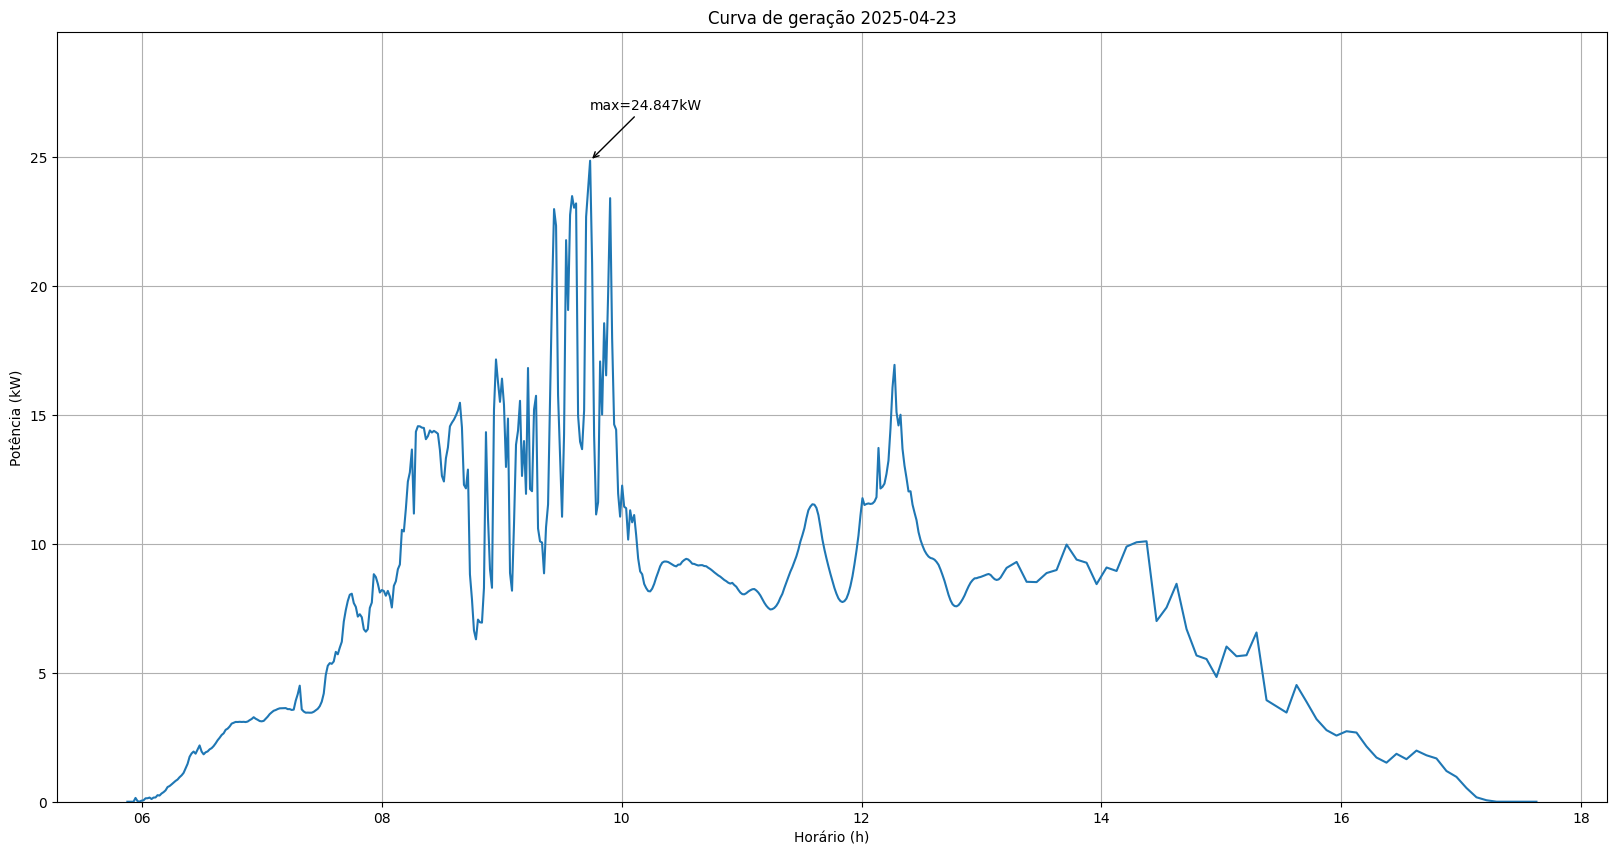 Curva de geração 2025-04-23
max=24.847kW
25
20
15
10
5
0
Potência (kW)
06 08 10 12 14 16 18
Horário (h)